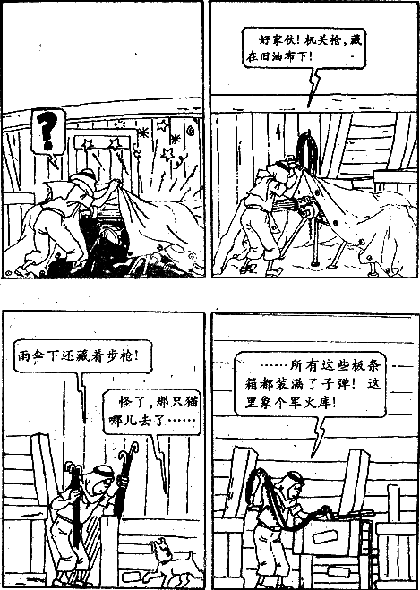 ?
好家伙！机关枪，藏
在旧油布下！
雨伞下还藏着步枪！
怪了，那只猫
哪儿去了……
……所有这些板条
箱都装满了子弹！这
里象个军火库！